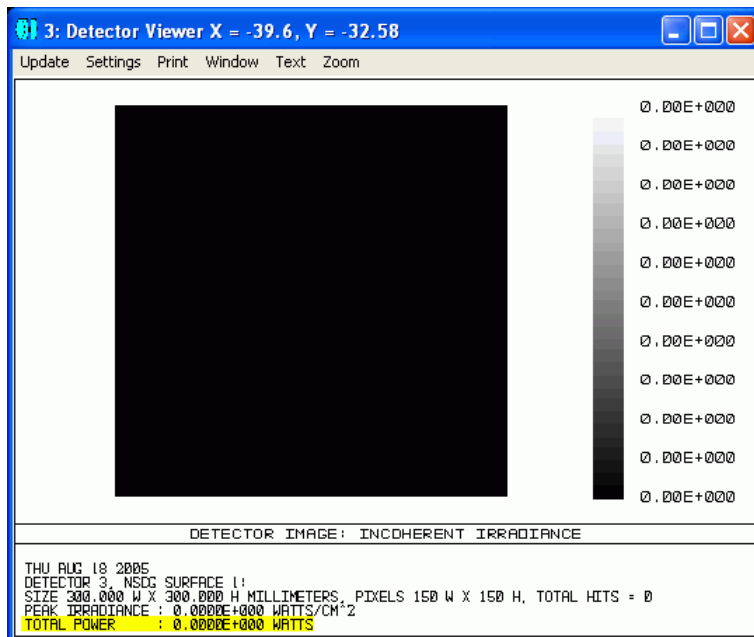 3: Detector Viewer X = -39.6, Y = -32.58
Update Settings Print Window Text Zoom
0.00E+000
0.00E+000
0.00E+000
0.00E+000
0.00E+000
0.00E+000
0.00E+000
0.00E+000
0.00E+000
0.00E+000
0.00E+000
DETECTOR IMAGE: INCOHERENT IRRADIANCE
THU AUG 18 2005
DETECTOR 3, NSCG SURFACE 1:
SIZE 300.000 W X 300.000 H MILLIMETERS, PIXELS 150 W X 150 H, TOTAL HITS = 0
PEAK IRRADIANCE : 0.0000E+000 WATTS/CM^2
TOTAL POWER : 0.0000E+000 WATTS